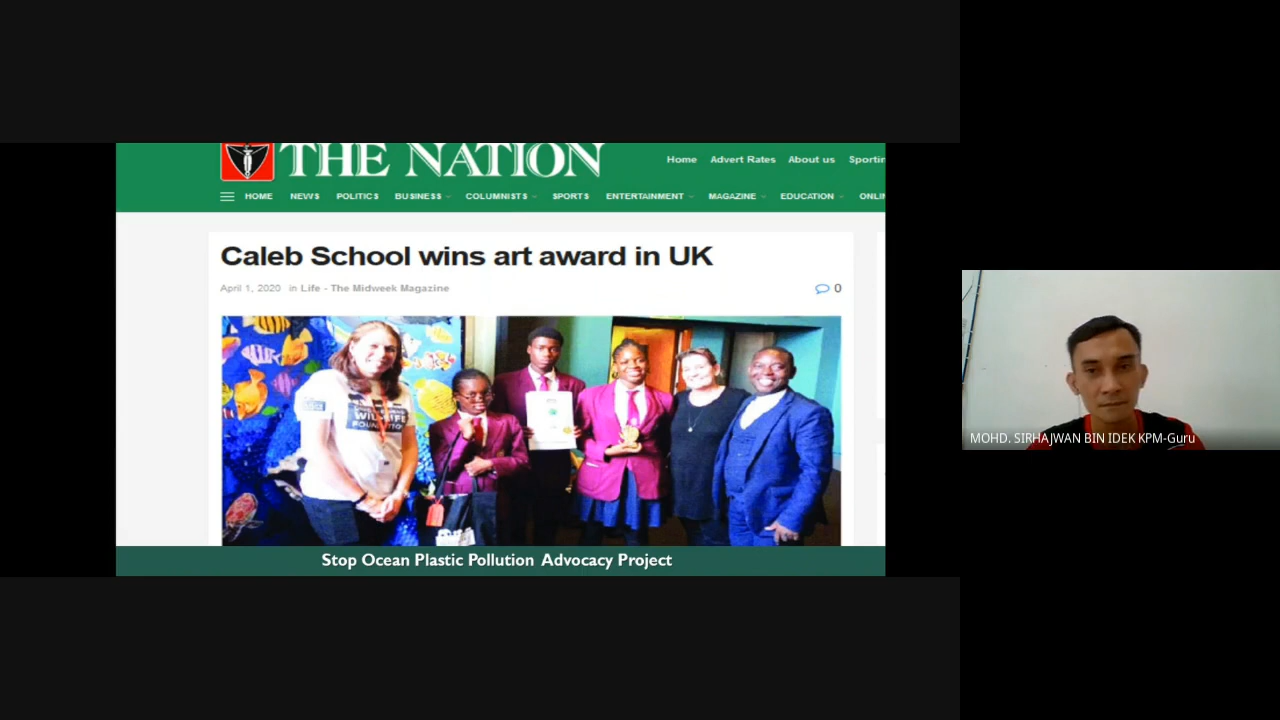 THE NATION
Home Advert Rates About us
HOME NEWS POLITICS BUSINESS COLUMNISTS SPORTS ENTERTAINMENT MAGAZINE EDUCATION
Caleb School wins art award in UK
April 1, 2020 in Life - The Midweek Magazine 0
WILDLIFE
FOUNDATION
Stop Ocean Plastic Pollution Advocacy Project
MOHD. SIRHAJWAN BIN IDEK KPM-Guru